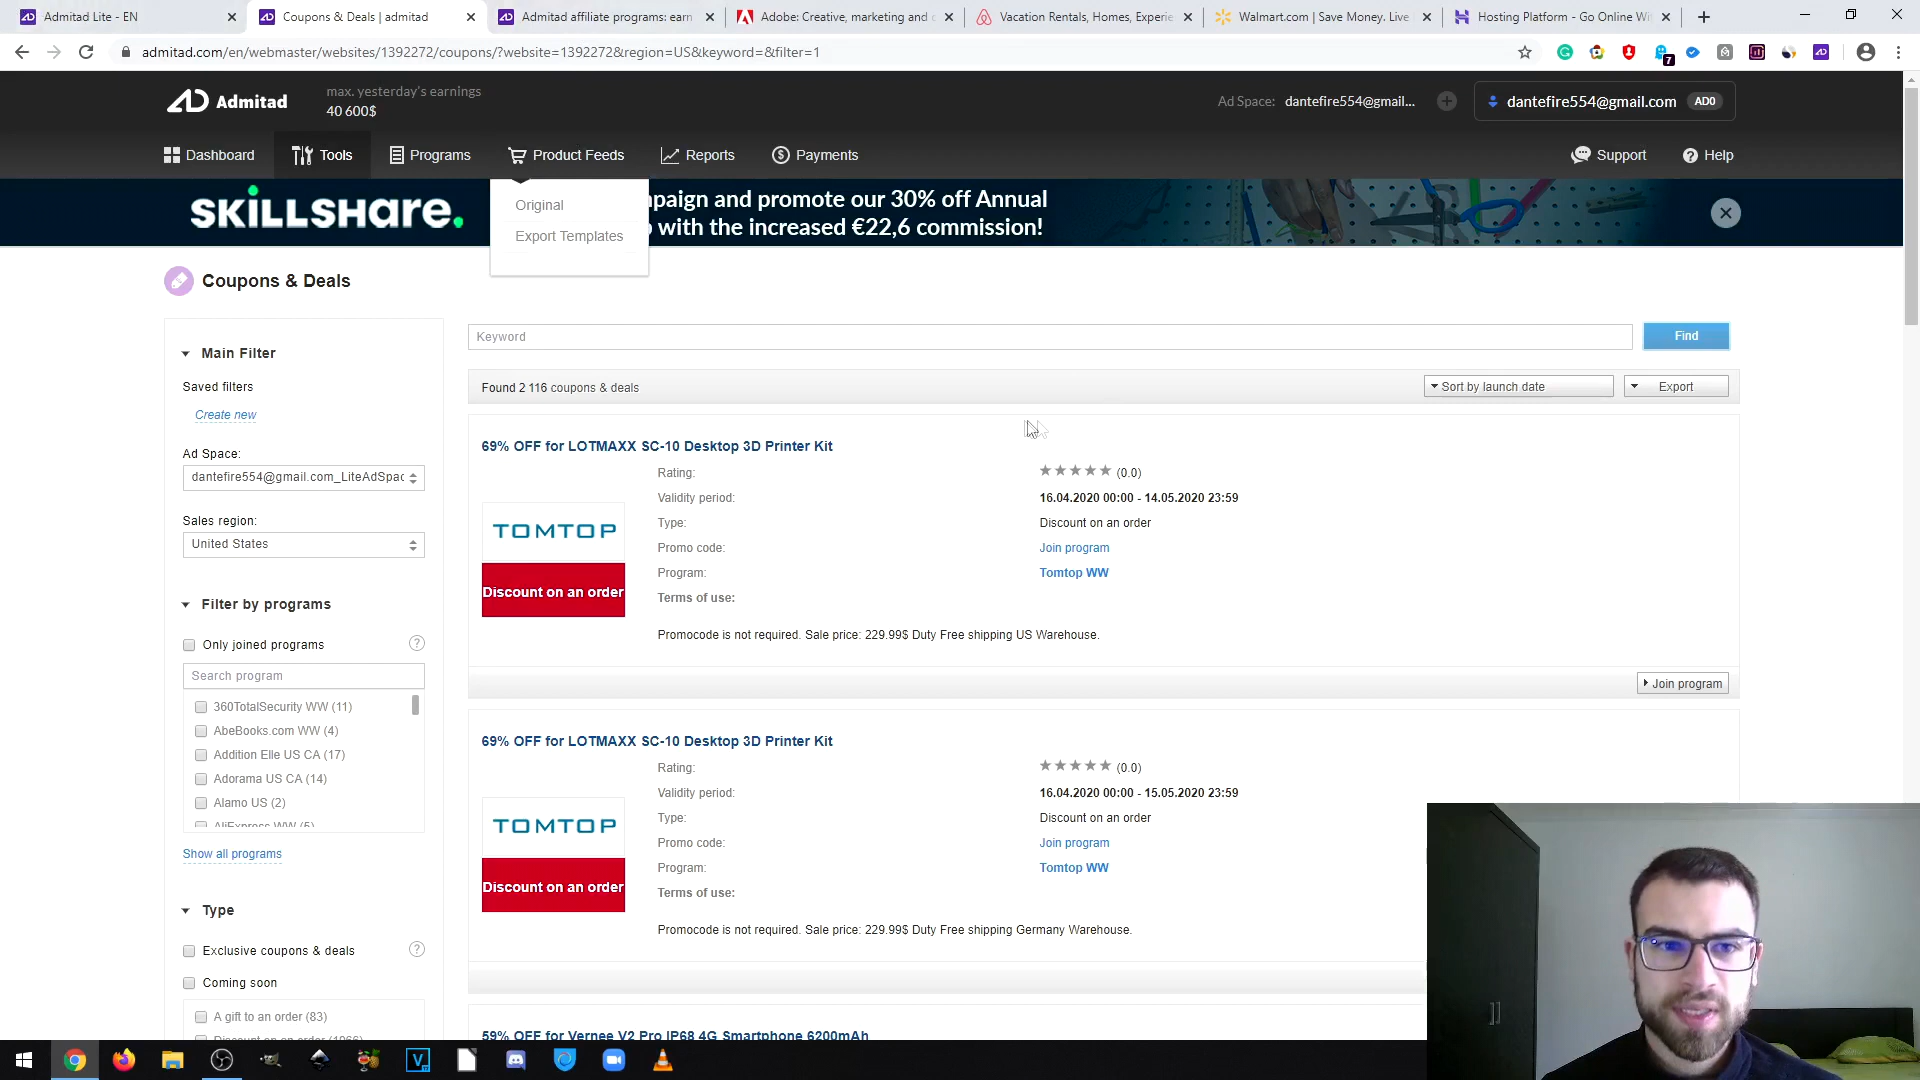 Admitad Lite - EN
Coupons & Deals | admitad
Admitad affiliate programs: earn
Adobe: Creative, marketing and
Vacation Rentals, Homes, Experie
Walmart.com | Save Money. Live
Hosting Platform - Go Online Wi
admitad.com/en/webmaster/websites/1392272/coupons/?website=1392272&region=US&keyword=&filter=1
7
Admitad
max. yesterday's earnings
40 600$
Ad Space: dantefire554@gmail...
dantefire554@gmail.com AD0
Dashboard
Tools
Programs
Product Feeds
Reports
Payments
Support
Help
Original
Export Templates
SKILLSHARE.
paign and promote our 30% off Annual
with the increased €22,6 commission!
Coupons & Deals
Main Filter
Saved filters
Create new
Ad Space:
dantefire554@gmail.com_LiteAdSpac
Sales region:
United States
Filter by programs
Only joined programs ?
Search program
360TotalSecurity WW (11)
AbeBooks.com WW (4)
Addition Elle US CA (17)
Adorama US CA (14)
Alamo US (2)
AliExpress WW (5)
Show all programs
Type
Exclusive coupons & deals ?
Coming soon
A gift to an order (83)
Keyword
Find
Found 2 116 coupons & deals
Sort by launch date
Export
69% OFF for LOTMAXX SC-10 Desktop 3D Printer Kit
TOMTOP
Discount on an order
Rating: (0.0)
Validity period: 16.04.2020 00:00 - 14.05.2020 23:59
Type: Discount on an order
Promo code: Join program
Program: Tomtop WW
Terms of use:
Promocode is not required. Sale price: 229.99$ Duty Free shipping US Warehouse.
Join program
69% OFF for LOTMAXX SC-10 Desktop 3D Printer Kit
TOMTOP
Discount on an order
Rating: (0.0)
Validity period: 16.04.2020 00:00 - 15.05.2020 23:59
Type: Discount on an order
Promo code: Join program
Program: Tomtop WW
Terms of use:
Promocode is not required. Sale price: 229.99$ Duty Free shipping Germany Warehouse.
59% OFF for Vernee V2 Pro IP68 4G Smartphone 6200mAh